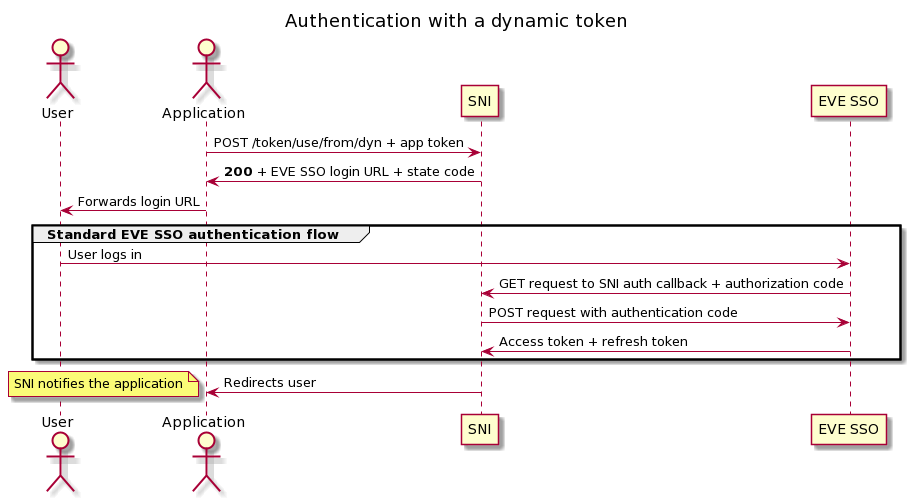 Authentication with a dynamic token
User
Application
SNI
EVE SSO
POST /token/use/from/dyn + app token
200 + EVE SSO login URL + state code
Forwards login URL
Standard EVE SSO authentication flow
User logs in
GET request to SNI auth callback + authorization code
POST request with authentication code
Access token + refresh token
SNI notifies the application
Redirects user
User
Application
SNI
EVE SSO